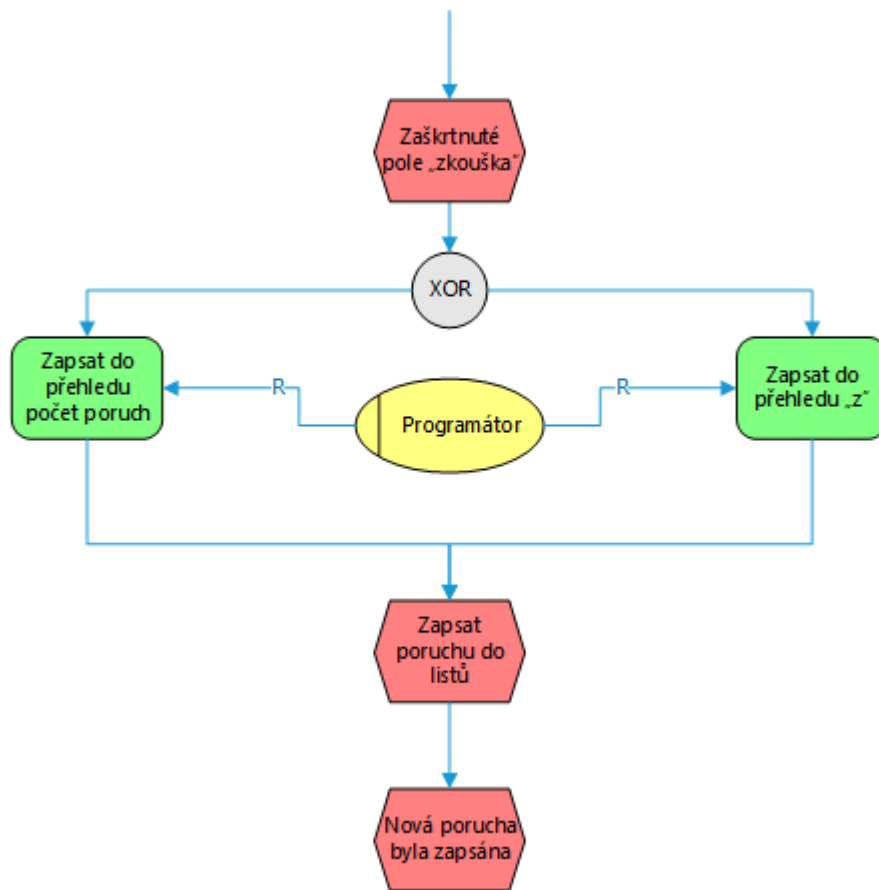 Zaškrtnuté
pole „zkouška“
XOR
Zapsat do
přehledu
počet poruch
R
Programátor
R
Zapsat do
přehledu „z“
Zapsat
poruchu do
listů
Nová porucha
byla zapsána